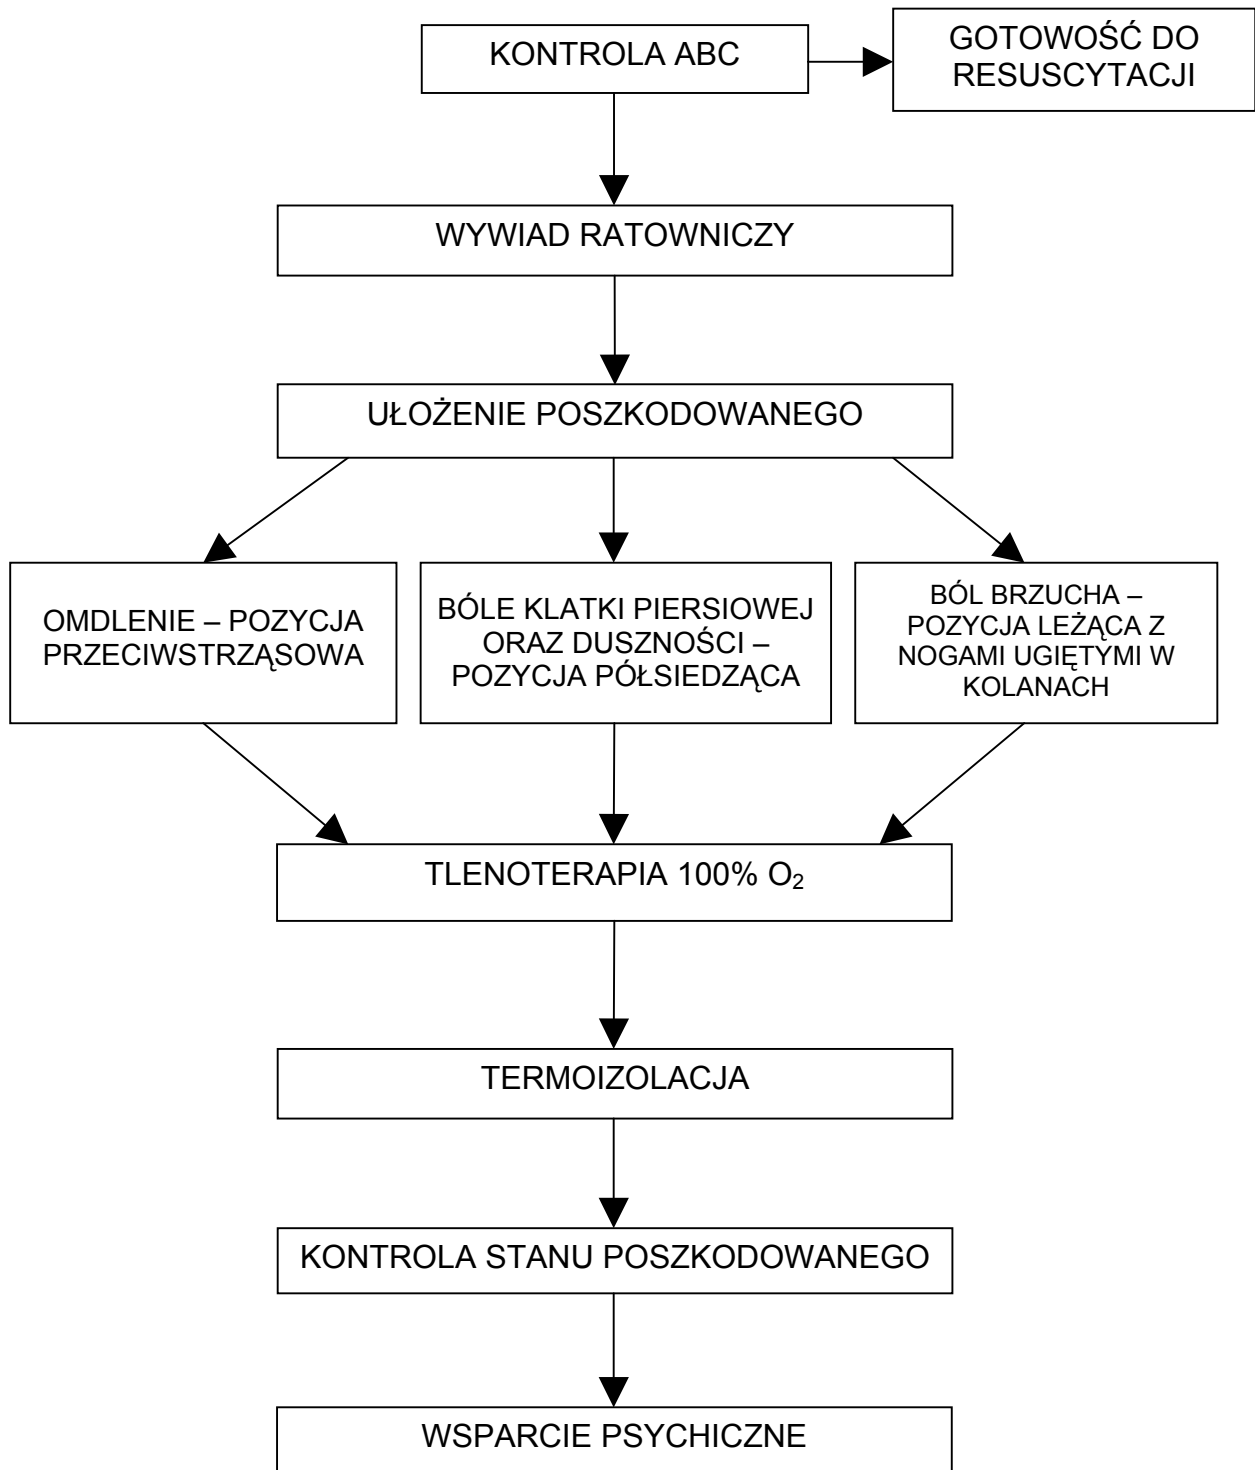 KONTROLA ABC
GOTOWOŚĆ DO
RESUSCYTACJI
WYWIAD RATOWNICZY
UŁOŻENIE POSZKODOWANEGO
OMDLENIE – POZYCJA
PRZECIWSTRZĄSOWA
BÓLE KLATKI PIERSIOWEJ
ORAZ DUSZNOŚCI –
POZYCJA PÓŁSIEDZĄCA
BÓL BRZUCHA –
POZYCJA LEŻĄCA Z
NOGAMI UGIĘTYMI W
KOLANACH
TLENOTERAPIA 100% O₂
TERMOIZOLACJA
KONTROLA STANU POSZKODOWANEGO
WSPARCIE PSYCHICZNE